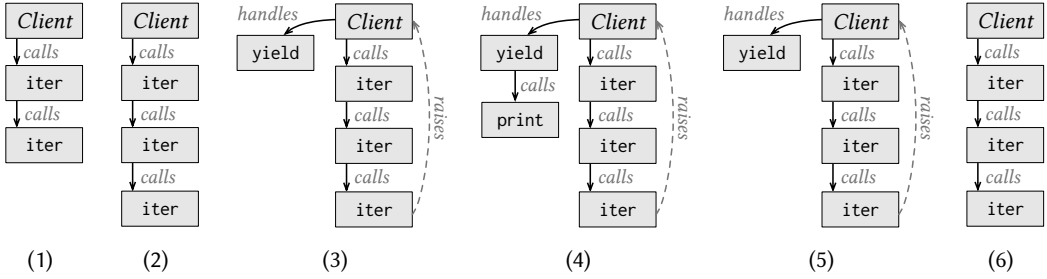 Client
calls
iter
calls
iter
(1)
Client
calls
iter
calls
iter
calls
iter
(2)
handles
Client
yield
calls
iter
calls
iter
calls
iter
raises
(3)
handles
Client
yield
calls
calls
iter
print
calls
iter
calls
iter
raises
(4)
handles
Client
yield
calls
iter
calls
iter
calls
iter
raises
(5)
Client
calls
iter
calls
iter
calls
iter
(6)